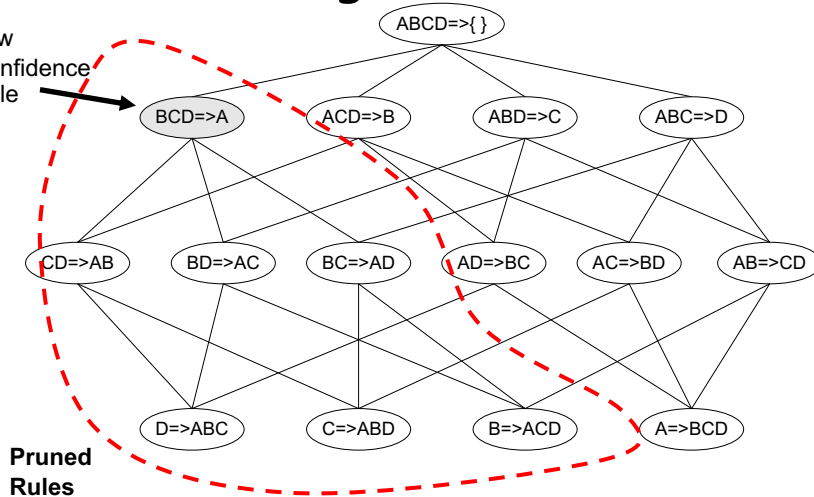 ABCD=>{ }
nfidence
BCD=>A
ACD=>B
ABD=>C
ABC=>D
CD=>AB
BD=>AC
BC=>AD
AD=>BC
AC=>BD
AB=>CD
D=>ABC
C=>ABD
B=>ACD
A=>BCD
Pruned
Rules